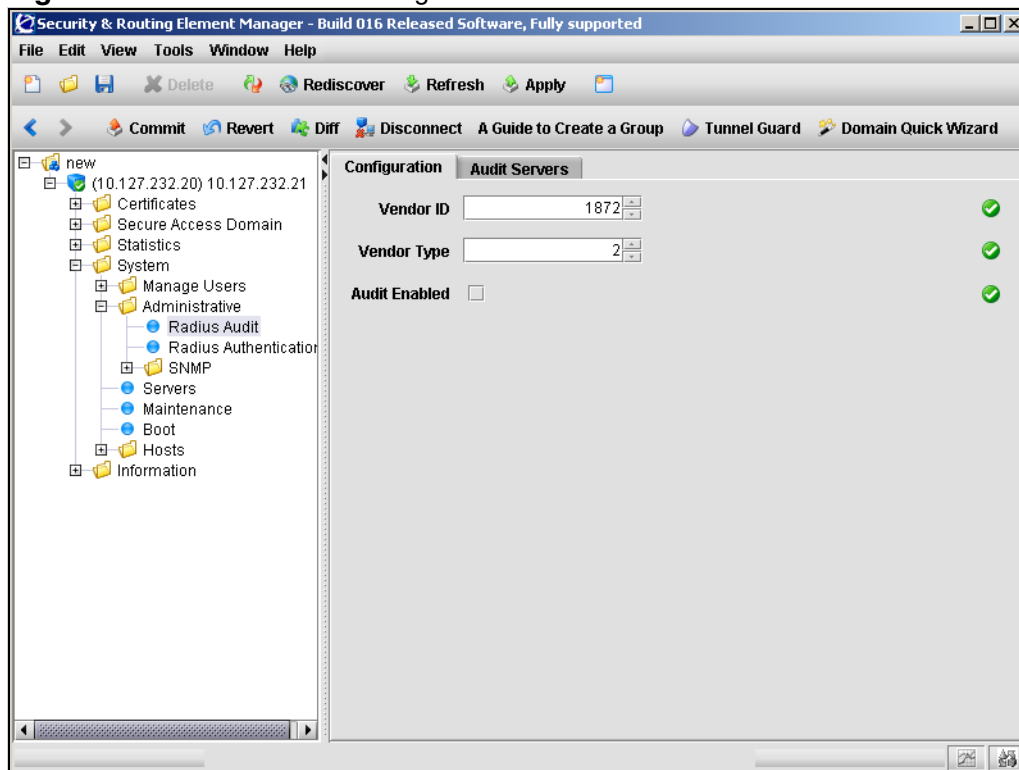 Security & Routing Element Manager - Build 016 Released Software, Fully supported
File Edit View Tools Window Help
Delete Rediscover Refresh Apply
Commit Revert Diff Disconnect A Guide to Create a Group Tunnel Guard Domain Quick Wizard
new
(10.127.232.20) 10.127.232.21
Certificates
Secure Access Domain
Statistics
System
Manage Users
Administrative
Radius Audit
Radius Authentication
SNMP
Servers
Maintenance
Boot
Hosts
Information
Configuration Audit Servers
Vendor ID 1872
Vendor Type 2
Audit Enabled